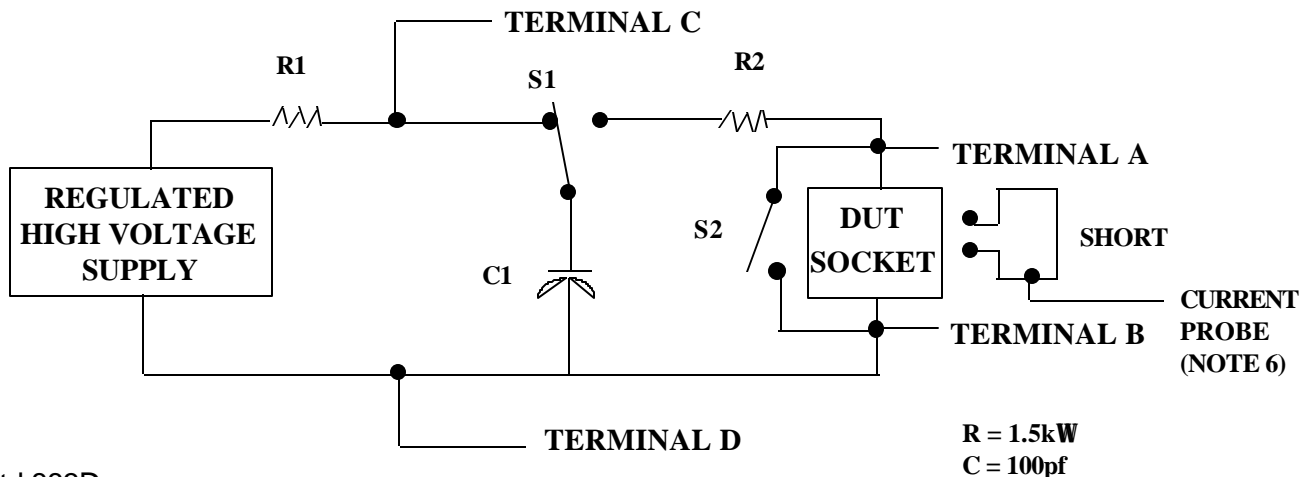 TERMINAL C
R1
S1
R2
TERMINAL A
REGULATED
HIGH VOLTAGE
SUPPLY
S2
DUT
SOCKET
SHORT
C1
CURRENT
PROBE
(NOTE 6)
TERMINAL B
TERMINAL D
R = 1.5kW
C = 100pf